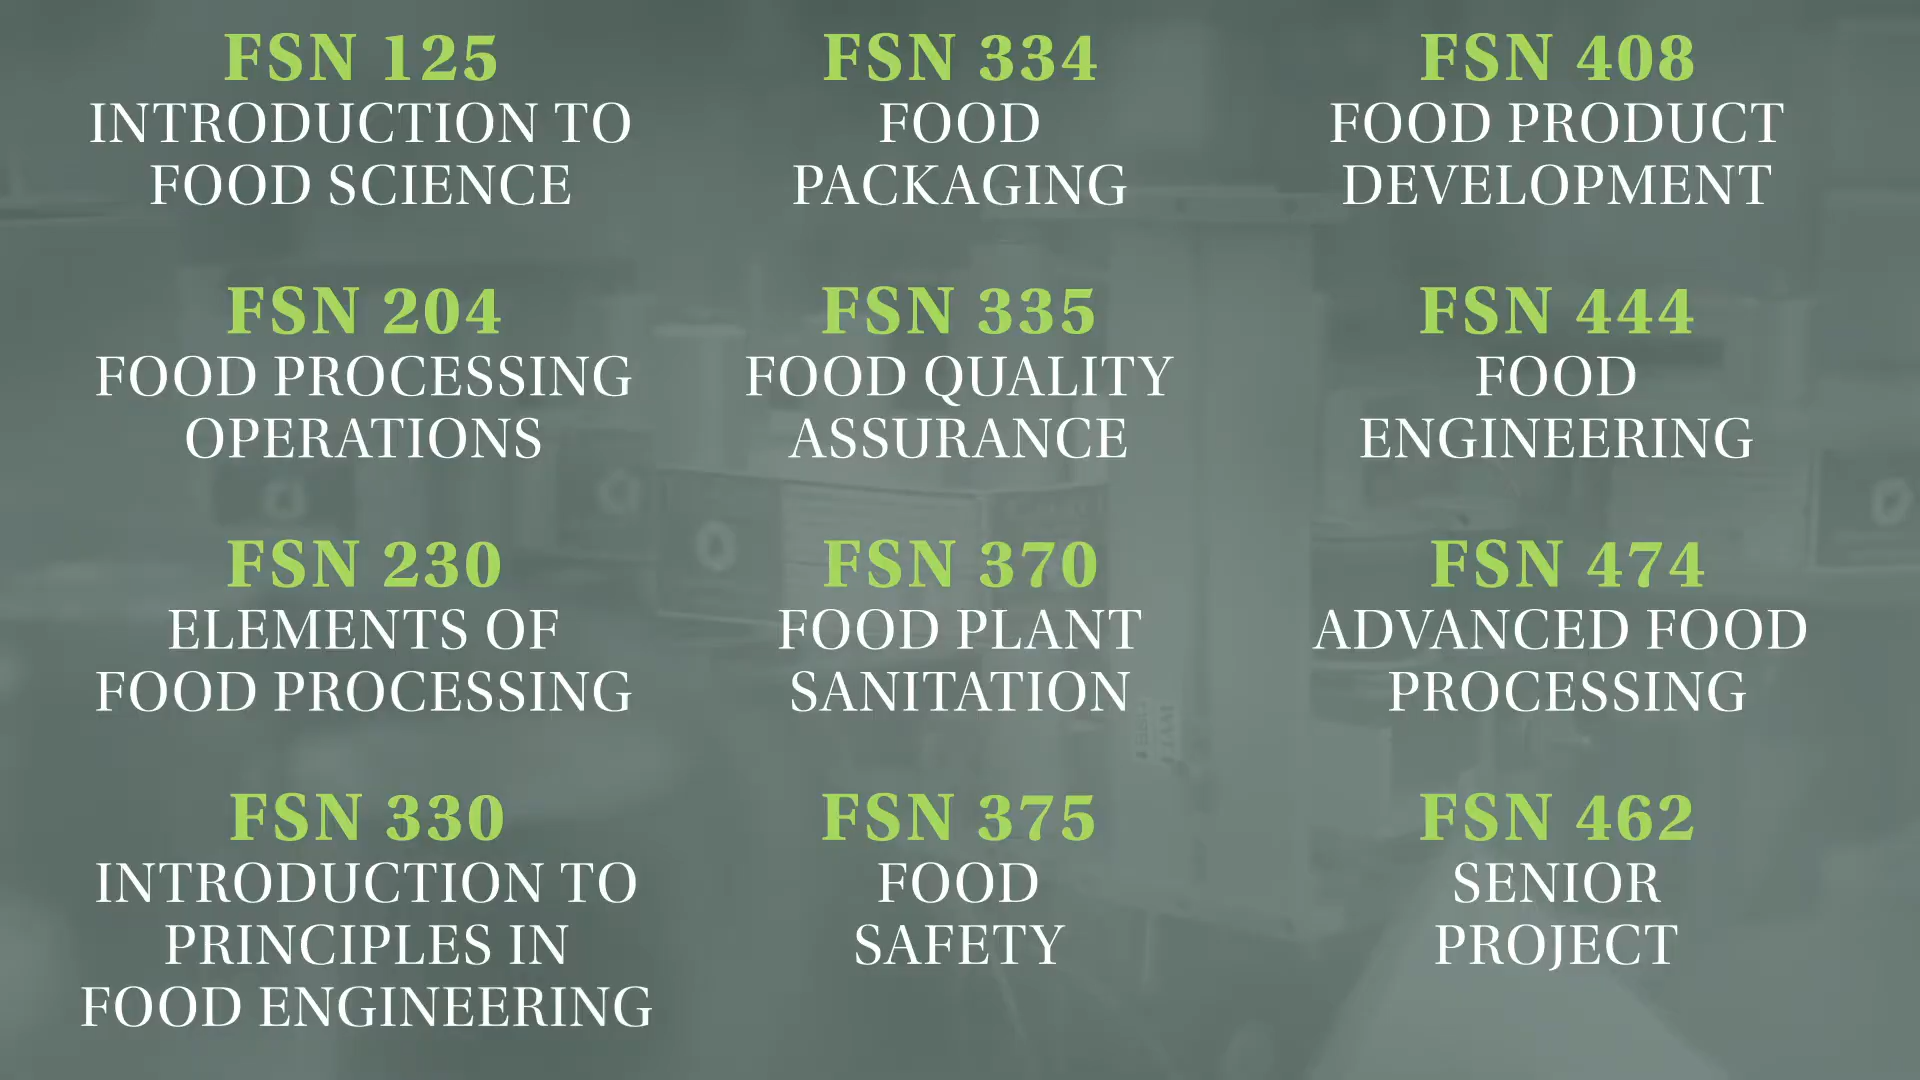 FSN 125
INTRODUCTION TO
FOOD SCIENCE
FSN 204
FOOD PROCESSING
OPERATIONS
FSN 230
ELEMENTS OF
FOOD PROCESSING
FSN 330
INTRODUCTION TO
PRINCIPLES IN
FOOD ENGINEERING
FSN 334
FOOD
PACKAGING
FSN 335
FOOD QUALITY
ASSURANCE
FSN 370
FOOD PLANT
SANITATION
FSN 375
FOOD
SAFETY
FSN 408
FOOD PRODUCT
DEVELOPMENT
FSN 444
FOOD
ENGINEERING
FSN 474
ADVANCED FOOD
PROCESSING
FSN 462
SENIOR
PROJECT